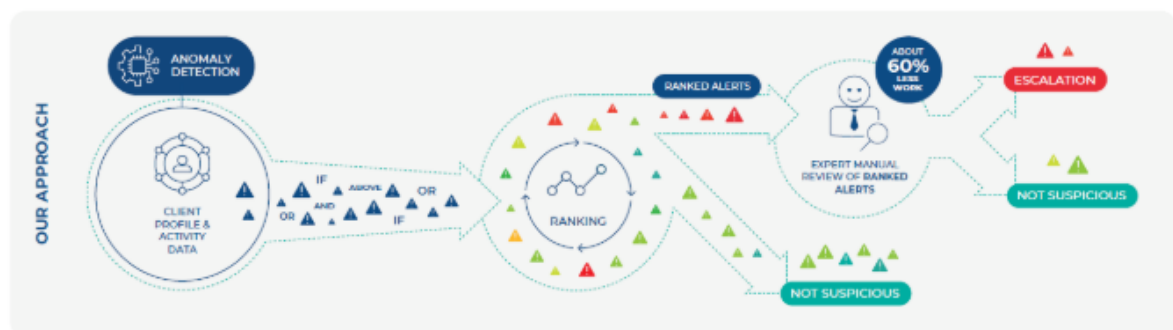 OUR APPROACH
ANOMALY
DETECTION
CLIENT
PROFILE &
ACTIVITY
DATA
IF
ABOVE
OR
OR
AND
IF
RANKING
RANKED ALERTS
NOT SUSPICIOUS
ABOUT
60%
LESS
WORK
EXPERT MANUAL
REVIEW OF RANKED
ALERTS
ESCALATION
NOT SUSPICIOUS